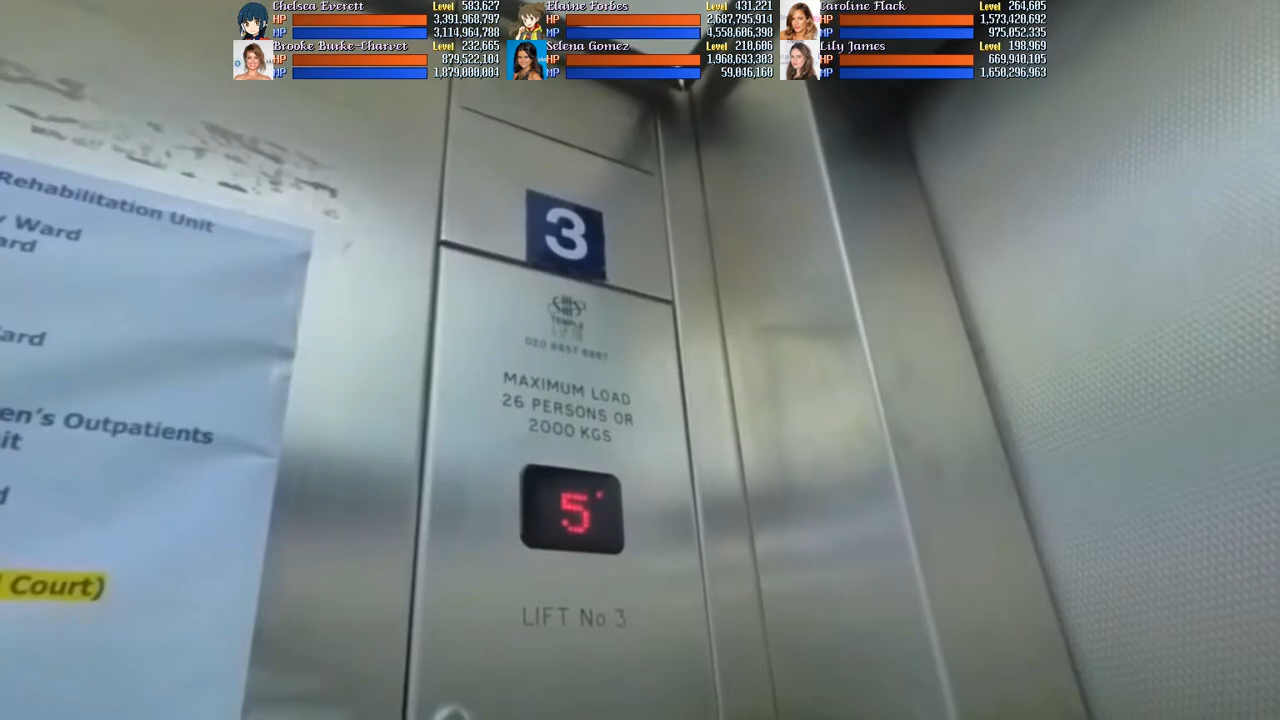 Chelsea Everett Level 583,627
HP 3,391,968,797
MP 3,114,964,788
Elaine Forbes Level 431,221
HP 2,687,795,914
MP 4,558,606,398
Caroline Flack Level 264,605
HP 1,573,420,692
MP 975,052,335
Brooke Burke-Charvet Level 232,665
HP 879,522,104
MP 1,879,000,004
Selena Gomez Level 218,606
HP 1,968,693,303
MP 59,046,160
Lily James Level 198,969
HP 669,940,105
MP 1,650,296,963
Rehabilitation Unit
Ward
ard
ard
en's Outpatients
it
d
Court)
3
TEMPLE
020 8857 8887
MAXIMUM LOAD
26 PERSONS OR
2000 KGS
5
LIFT No 3